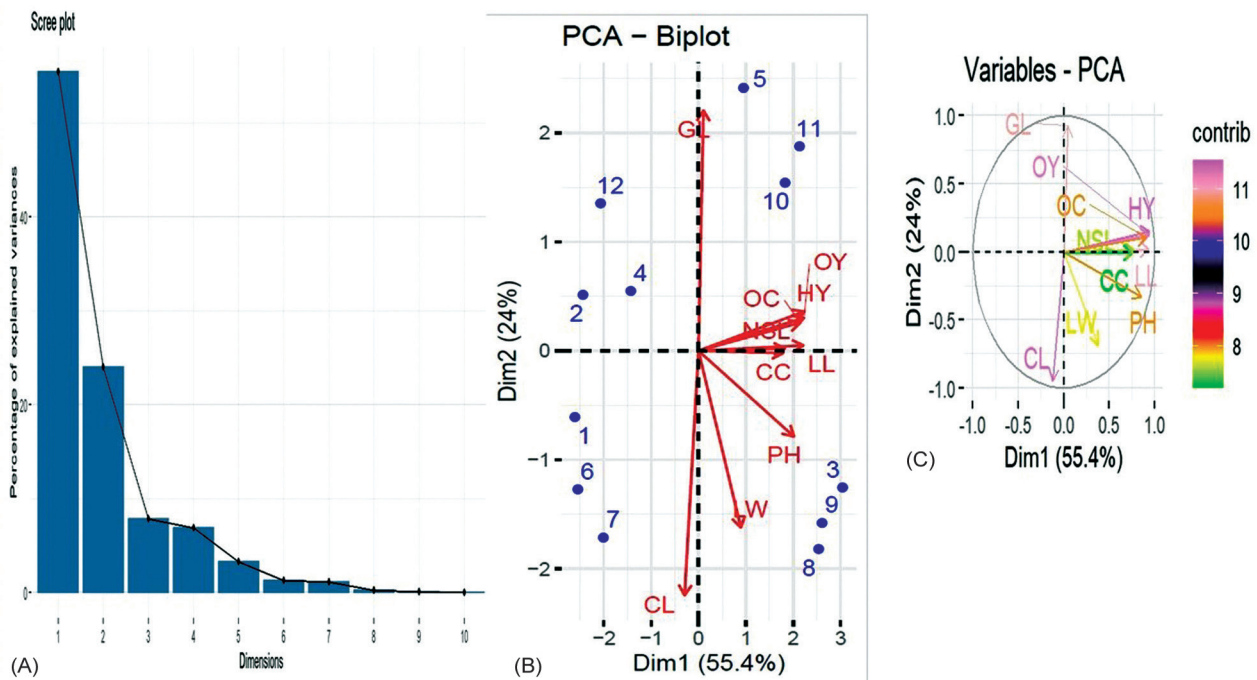 Scree plot
Percentage of explained variances
40
20
0
1 2 3 4 5 6 7 8 9 10
Dimensions
(A)
PCA − Biplot
Dim2 (24%)
2
1
0
−1
−2
5
GL
11
12
10
4
2
OY
OC HY
NSL
CC LL
1
PH
6
3
7
W
9
8
CL
−2 −1 0 1 2 3
Dim1 (55.4%)
(B)
Variables - PCA
Dim2 (24%)
1.0
0.5
0.0
-0.5
-1.0
GL
OY
OC HY
NSL
CC LL
LW PH
CL
-1.0 -0.5 0.0 0.5 1.0
Dim1 (55.4%)
(C)
contrib
11
10
9
8